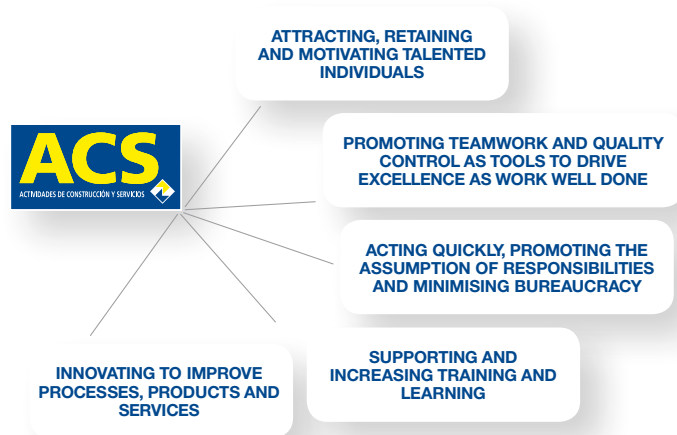 ATTRACTING, RETAINING
AND MOTIVATING TALENTED
INDIVIDUALS
ACS
ACTIVIDADES DE CONSTRUCCIÓN Y SERVICIOS
PROMOTING TEAMWORK AND QUALITY
CONTROL AS TOOLS TO DRIVE
EXCELLENCE AS WORK WELL DONE
ACTING QUICKLY, PROMOTING THE
ASSUMPTION OF RESPONSIBILITIES
AND MINIMISING BUREAUCRACY
SUPPORTING AND
INCREASING TRAINING AND
LEARNING
INNOVATING TO IMPROVE
PROCESSES, PRODUCTS AND
SERVICES